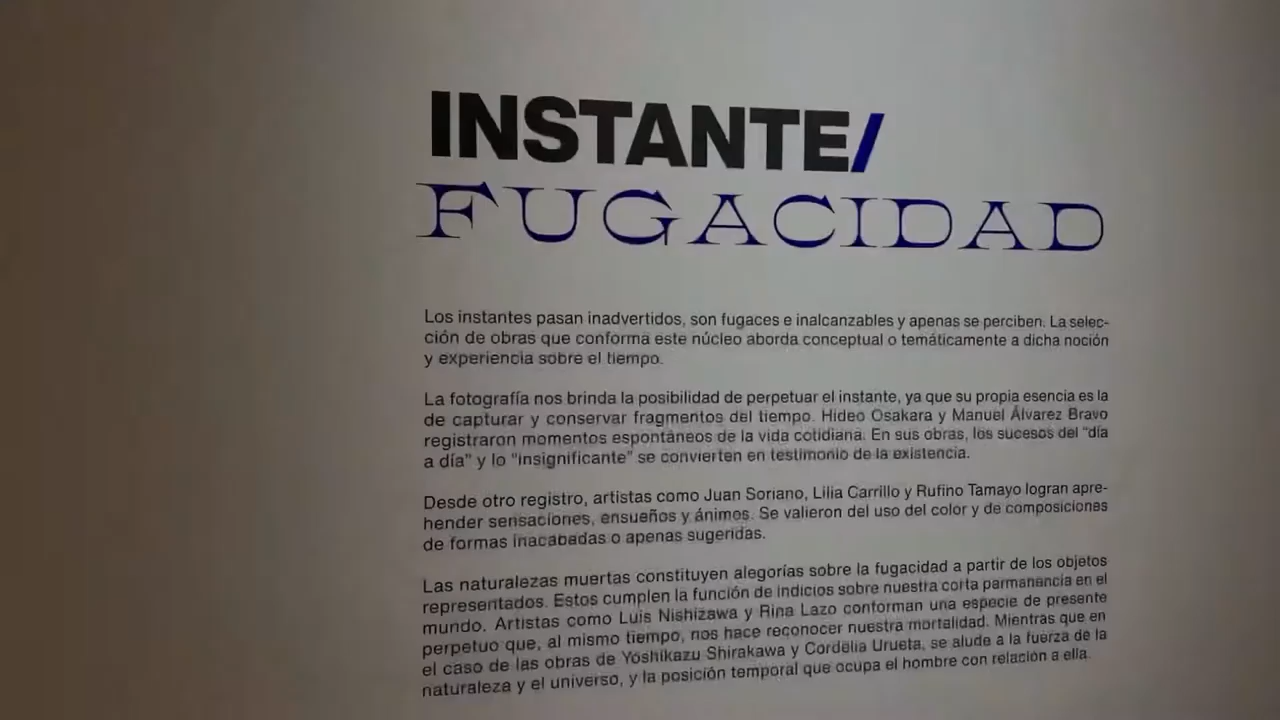 INSTANTE/
FUGACIDAD
Los instantes pasan inadvertidos, son fugaces e inalcanzables y apenas se perciben. La selec-
ción de obras que conforma este núcleo aborda conceptual o temáticamente a dicha noción
y experiencia sobre el tiempo.
La fotografía nos brinda la posibilidad de perpetuar el instante, ya que su propia esencia es la
de capturar y conservar fragmentos del tiempo. Hideo Osakara y Manuel Álvarez Bravo
registraron momentos espontáneos de la vida cotidiana. En sus obras, los sucesos del "día
a día" y lo "insignificante" se convierten en testimonio de la existencia.
Desde otro registro, artistas como Juan Soriano, Lilia Carrillo y Rufino Tamayo logran apre-
hender sensaciones, ensueños y ánimos. Se valieron del uso del color y de composiciones
de formas inacabadas o apenas sugeridas.
Las naturalezas muertas constituyen alegorías sobre la fugacidad a partir de los objetos
representados. Estos cumplen la función de indicios sobre nuestra corta permanancia en el
mundo. Artistas como Luis Nishizawa y Rina Lazo conforman una especie de presente
perpetuo que, al mismo tiempo, nos hace reconocer nuestra mortalidad. Mientras que en
el caso de las obras de Yoshikazu Shirakawa y Cordelia Urueta, se alude a la fuerza de la
naturaleza y el universo, y la posición temporal que ocupa el hombre con relación a ella.